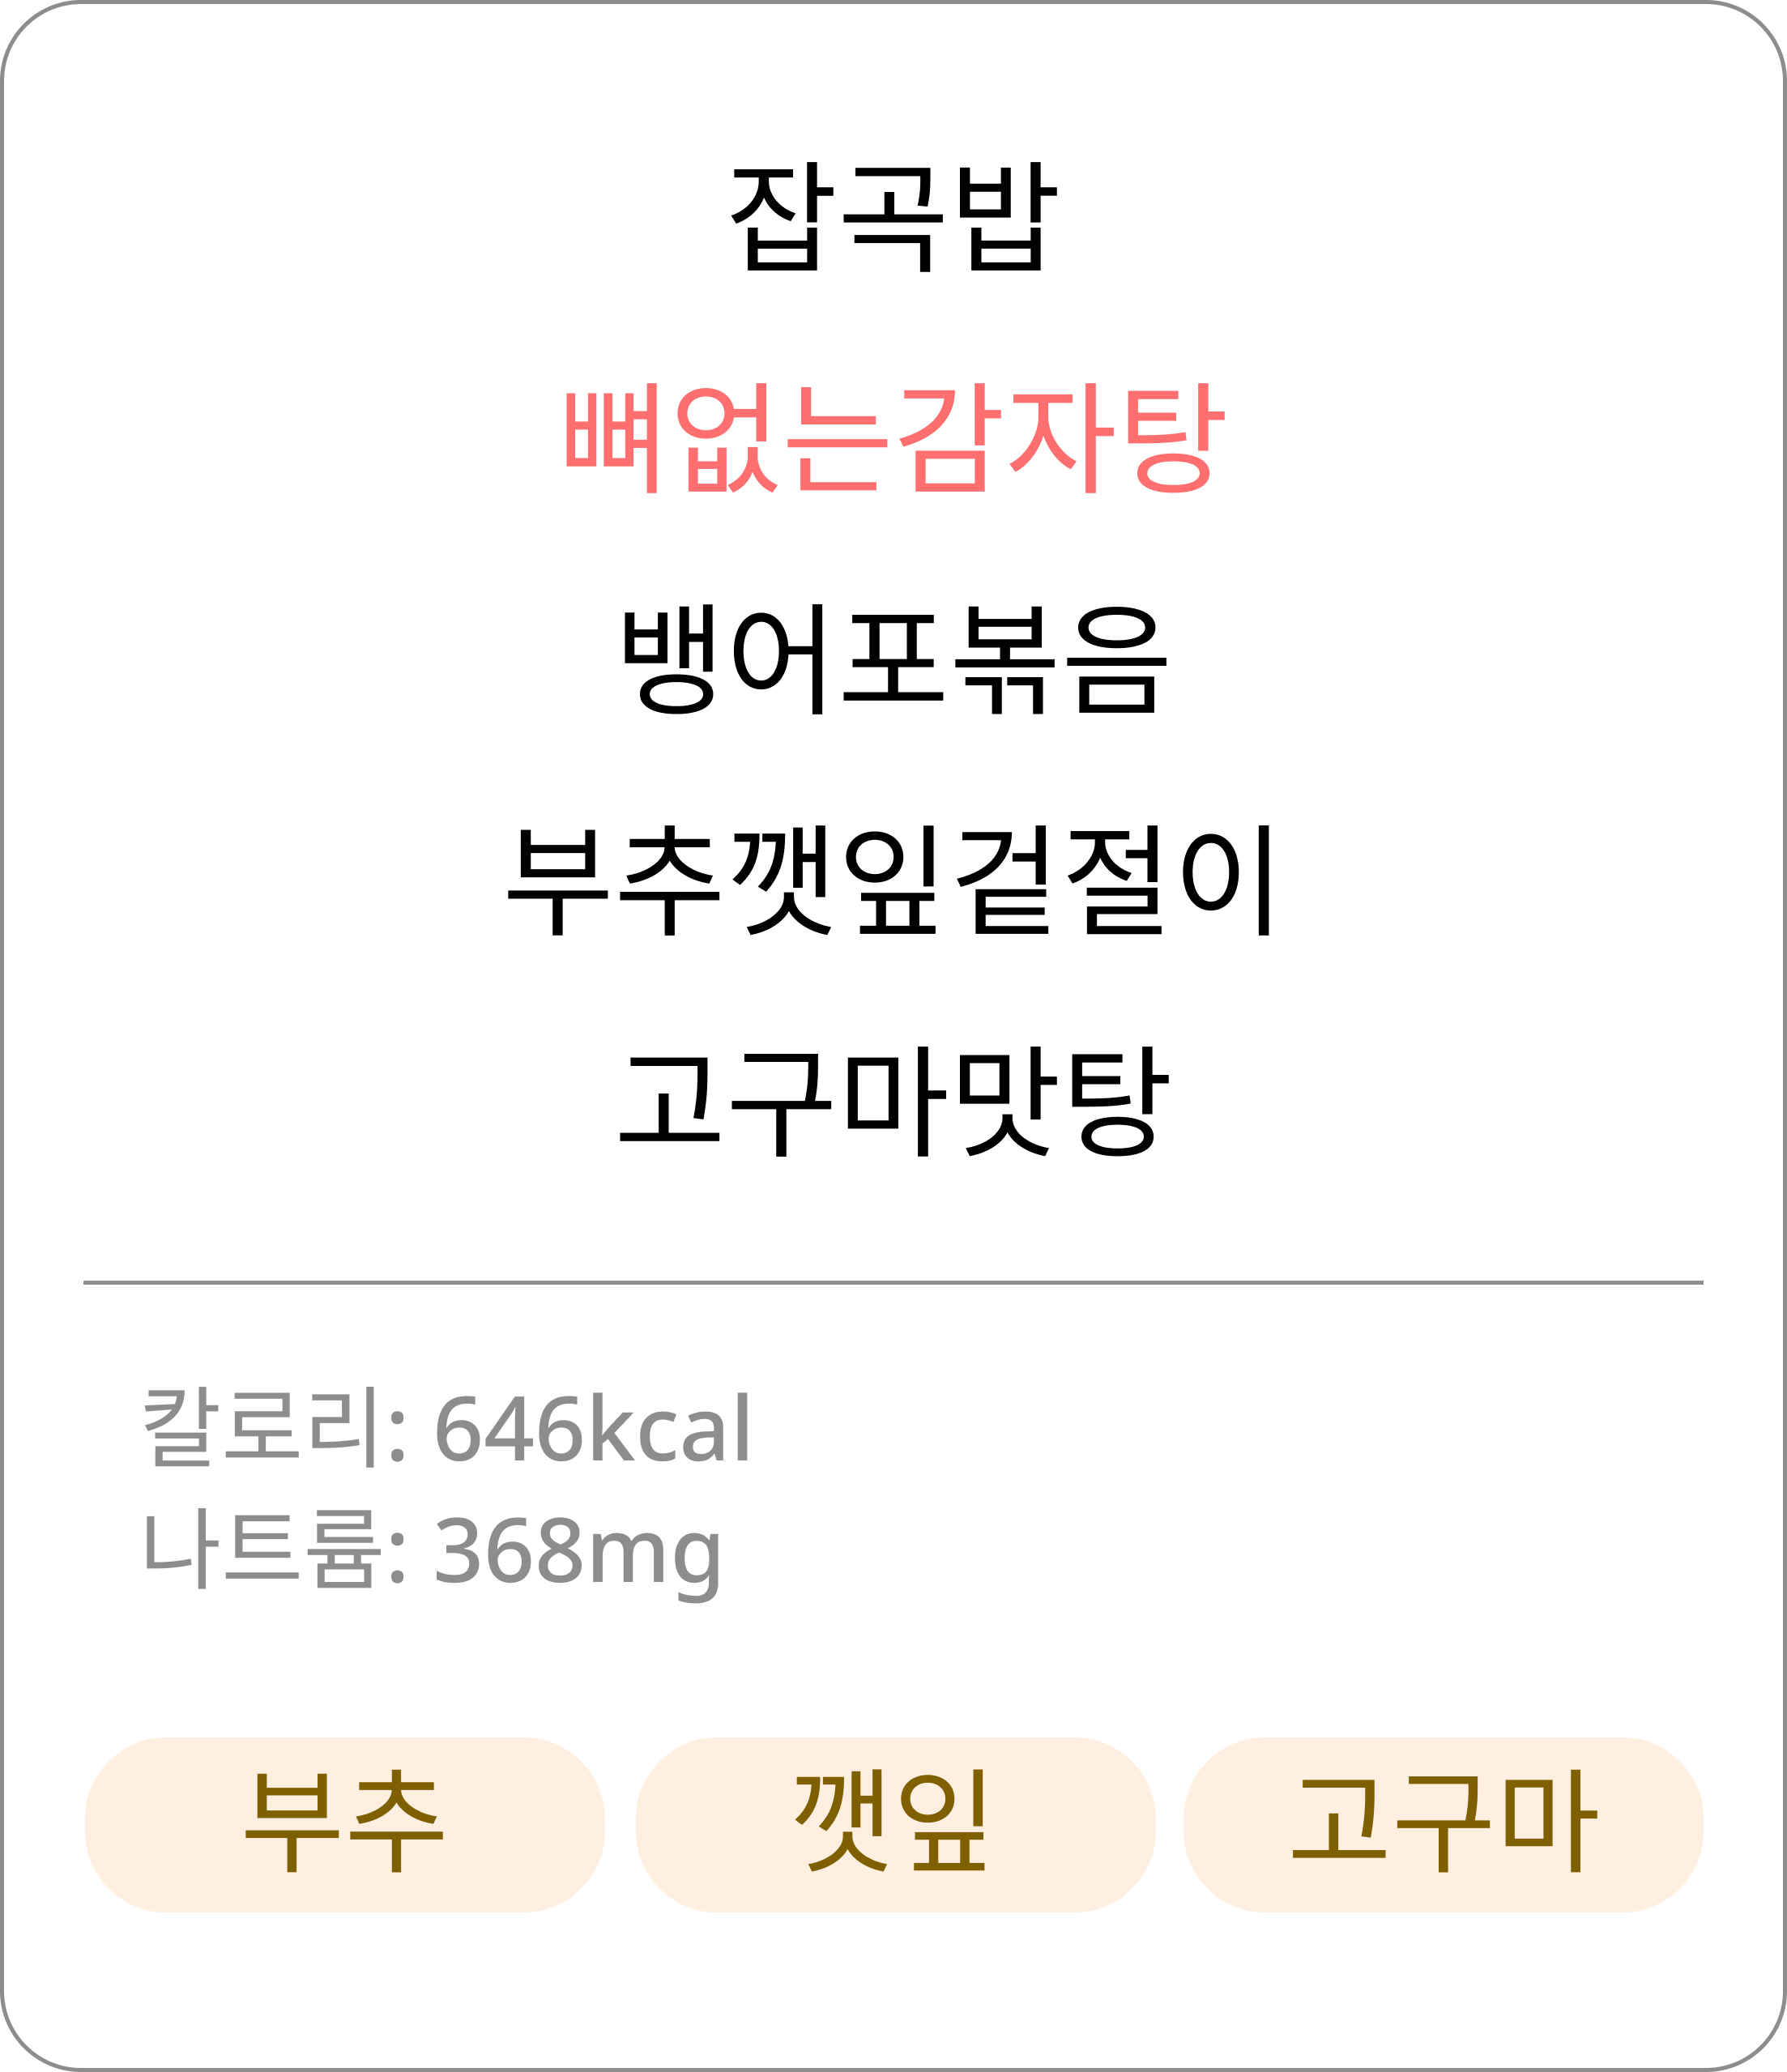 잡곡밥
뼈없는감자탕
뱅어포볶음
부추깻잎겉절이
고구마맛탕
칼로리: 646kcal
나트륨: 368mg
부추 깻잎 고구마